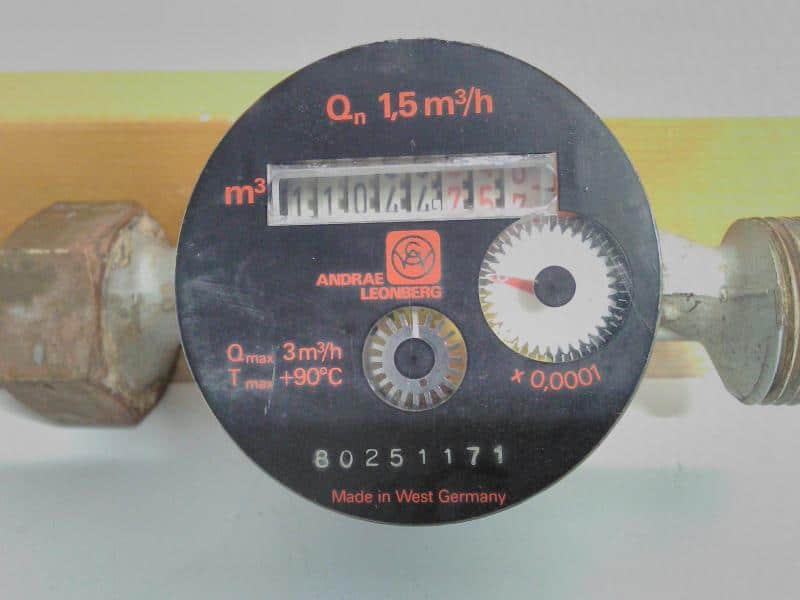 Qn 1,5 m³/h
m³ 11044757
ANDRAE
LEONBERG
Qmax 3 m³/h
Tmax +90°C
x 0,0001
80251171
Made in West Germany